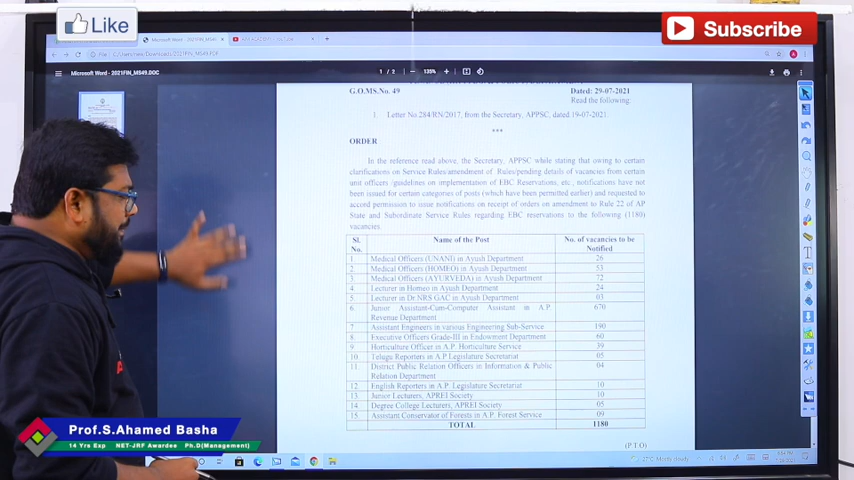 Like
Subscribe
Microsoft Word - 2021FIN_MS49.DOC
1 / 2
135%
G.O.MS.No. 49
Dated: 29-07-2021
Read the following:
1. Letter No.284/RN/2017, from the Secretary, APPSC, dated.19-07-2021.
***
ORDER
In the reference read above, the Secretary, APPSC while stating that owing to certain
clarifications on Service Rules/amendment of Rules/pending details of vacancies from certain
unit officers /guidelines on implementation of EBC Reservations, etc., notifications have not
been issued for certain categories of posts (which have been permitted earlier) and requested to
accord permission to issue notifications on receipt of orders on amendment to Rule 22 of AP
State and Subordinate Service Rules regarding EBC reservations to the following (1180)
vacancies.
Sl. No. Name of the Post No. of vacancies to be Notified
1. Medical Officers (UNANI) in Ayush Department 26
2. Medical Officers (HOMEO) in Ayush Department 53
3. Medical Officers (AYURVEDA) in Ayush Department 72
4. Lecturer in Homeo in Ayush Department 24
5. Lecturer in Dr.NRS GAC in Ayush Department 03
6. Junior Assistant-Cum-Computer Assistant in A.P. Revenue Department 670
7 Assistant Engineers in various Engineering Sub-Service 190
8. Executive Officers Grade-III in Endowment Department 60
9. Horticulture Officer in A.P. Horticulture Service 39
10. Telugu Reporters in A.P Legislature Secretariat 05
11 District Public Relation Officers in Information & Public Relation Department 04
12. English Reporters in A.P. Legislature Secretariat 10
13. Junior Lecturers, APREI Society 10
14. Degree College Lecturers, APREI Society 05
15. Assistant Conservator of Forests in A.P. Forest Service 09
TOTAL 1180
(P.T.O)
Prof.S.Ahamed Basha
14 Yrs Exp NET-JRF Awardee Ph.D(Management)